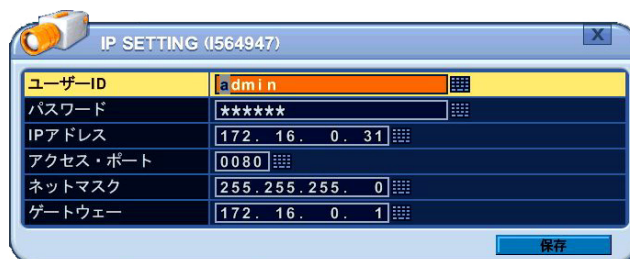 IP SETTING (I564947)
X
ユーザーID admin
パスワード ******
IPアドレス 172. 16. 0. 31
アクセス・ポート 0080
ネットマスク 255.255.255. 0
ゲートウェー 172. 16. 0. 1
保存